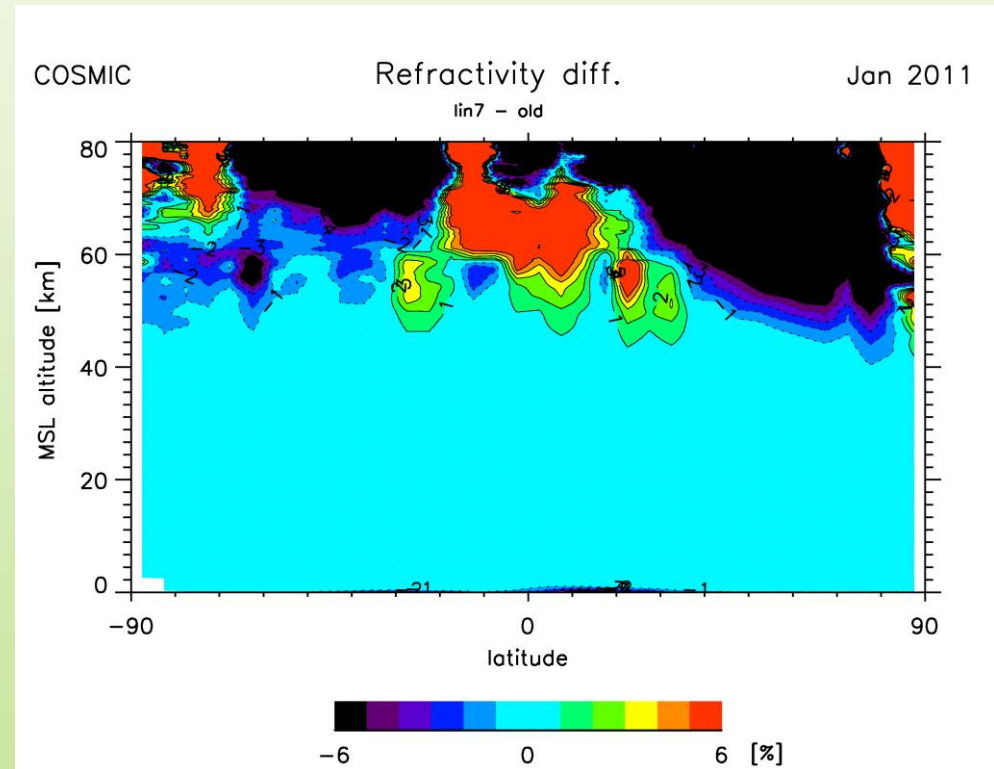 COSMIC Refractivity diff. Jan 2011
lin7 – old
80
60
40
20
0
MSL altitude [km]
−90 0 90
latitude
−6 0 6 [%]